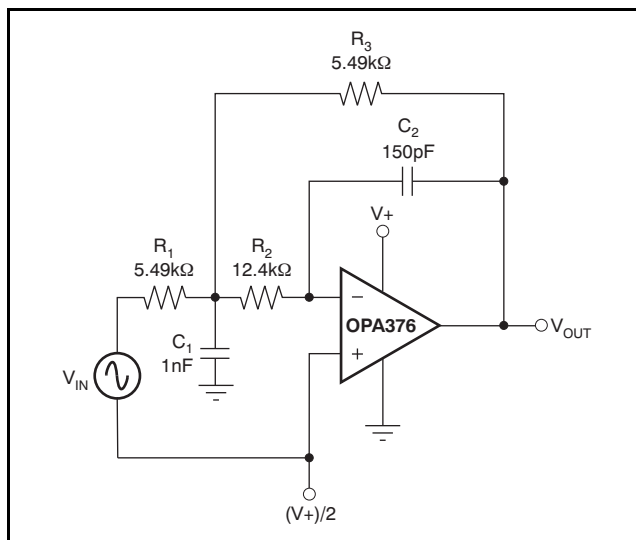 R3
5.49kΩ
C2
150pF
V+
R1
5.49kΩ
R2
12.4kΩ
−
OPA376
+
C1
1nF
VIN
VOUT
(V+)/2